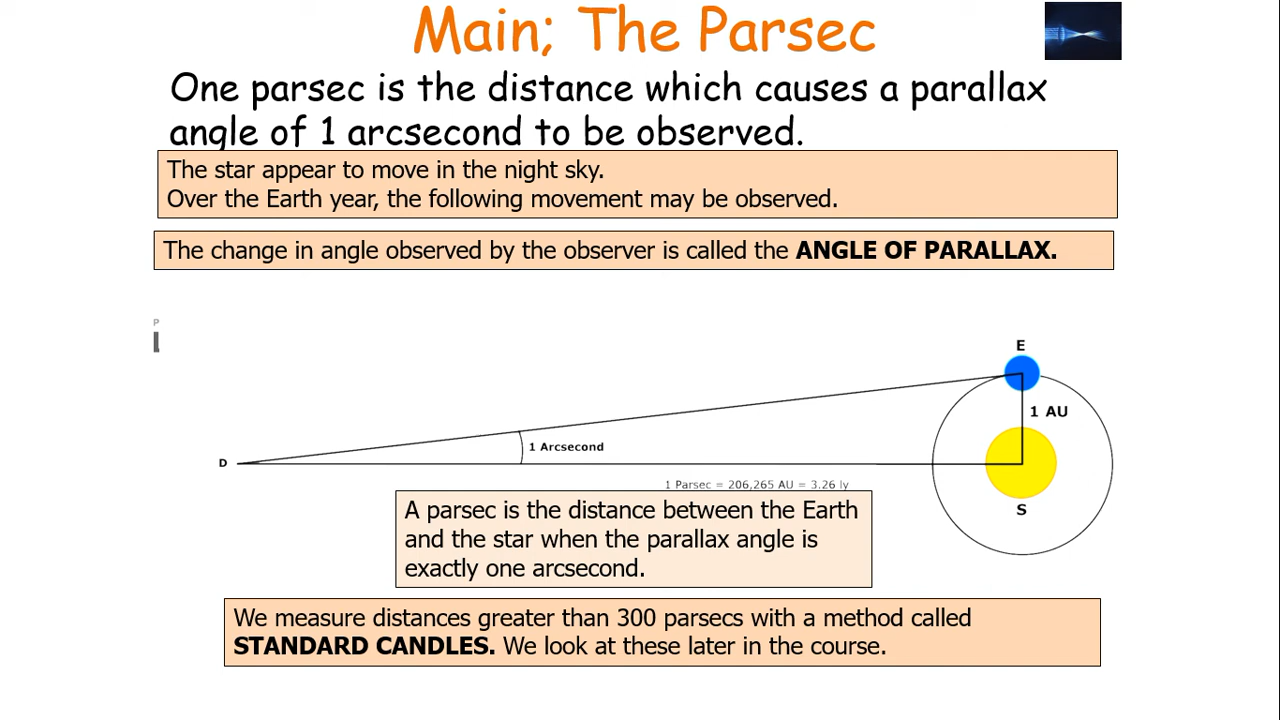 Main; The Parsec
One parsec is the distance which causes a parallax
angle of 1 arcsecond to be observed.
The star appear to move in the night sky.
Over the Earth year, the following movement may be observed.
The change in angle observed by the observer is called the ANGLE OF PARALLAX.
P
E
1 AU
1 Arcsecond
D
1 Parsec = 206,265 AU = 3.26 ly
S
A parsec is the distance between the Earth
and the star when the parallax angle is
exactly one arcsecond.
We measure distances greater than 300 parsecs with a method called
STANDARD CANDLES. We look at these later in the course.